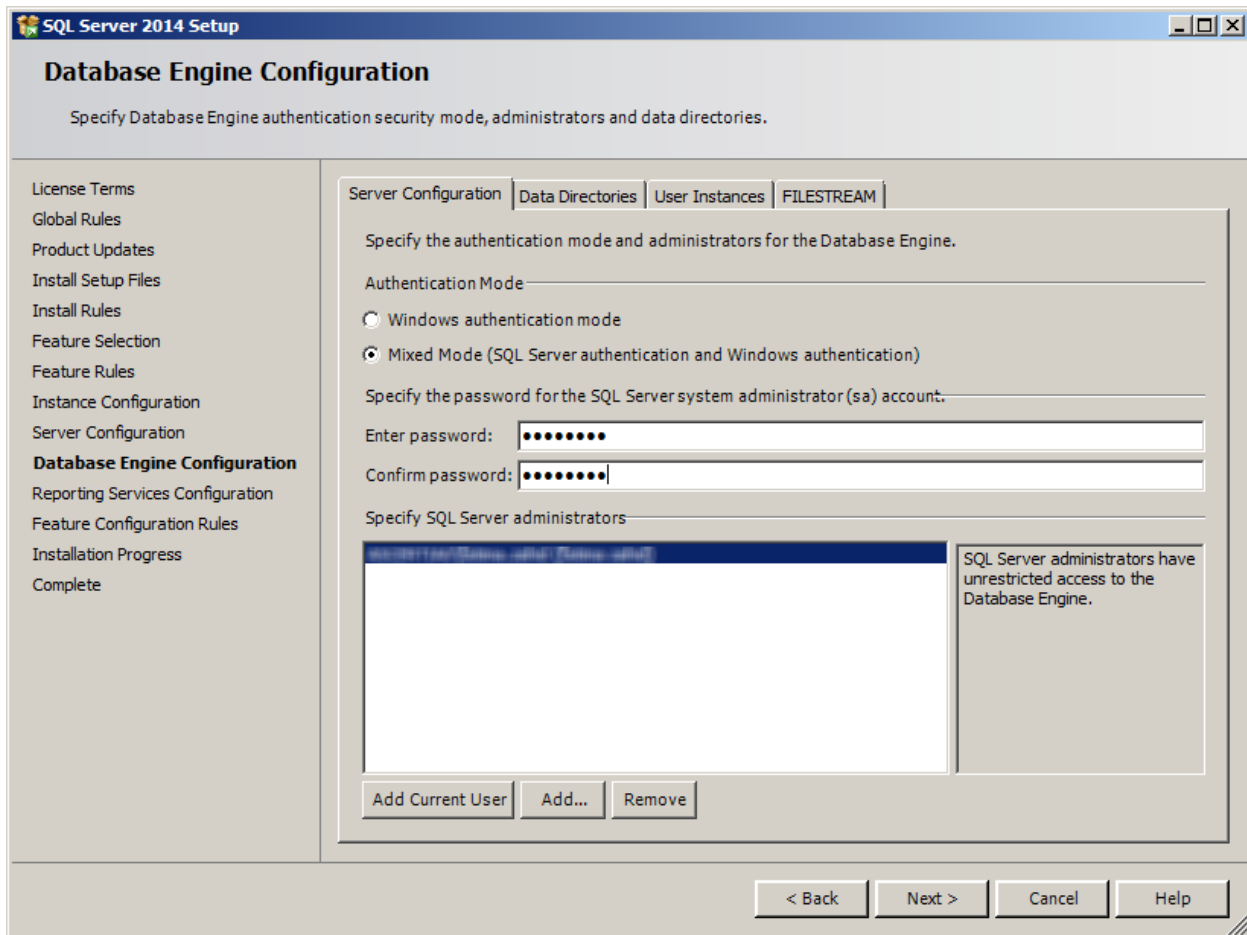 SQL Server 2014 Setup
Database Engine Configuration
Specify Database Engine authentication security mode, administrators and data directories.
License Terms
Global Rules
Product Updates
Install Setup Files
Install Rules
Feature Selection
Feature Rules
Instance Configuration
Server Configuration
Database Engine Configuration
Reporting Services Configuration
Feature Configuration Rules
Installation Progress
Complete
Server Configuration Data Directories User Instances FILESTREAM
Specify the authentication mode and administrators for the Database Engine.
Authentication Mode
Windows authentication mode
Mixed Mode (SQL Server authentication and Windows authentication)
Specify the password for the SQL Server system administrator (sa) account.
Enter password: ●●●●●●●●
Confirm password: ●●●●●●●●
Specify SQL Server administrators
SQL Server administrators have
unrestricted access to the
Database Engine.
Add Current User Add... Remove
< Back Next > Cancel Help